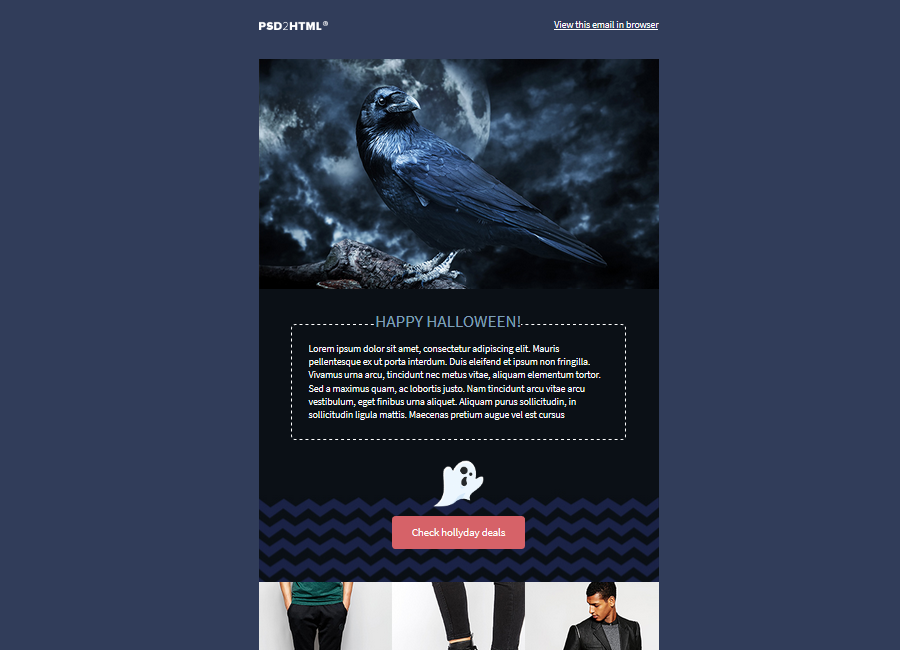 PSD2HTML®
View this email in browser
HAPPY HALLOWEEN!
Lorem ipsum dolor sit amet, consectetur adipiscing elit. Mauris
pellentesque ex ut porta interdum. Duis eleifend et ipsum non fringilla.
Vivamus urna arcu, tincidunt nec metus vitae, aliquam elementum tortor.
Sed a maximus quam, ac lobortis justo. Nam tincidunt arcu vitae arcu
vestibulum, eget finibus urna aliquet. Aliquam purus sollicitudin, in
sollicitudin ligula mattis. Maecenas pretium augue vel est cursus
Check hollyday deals